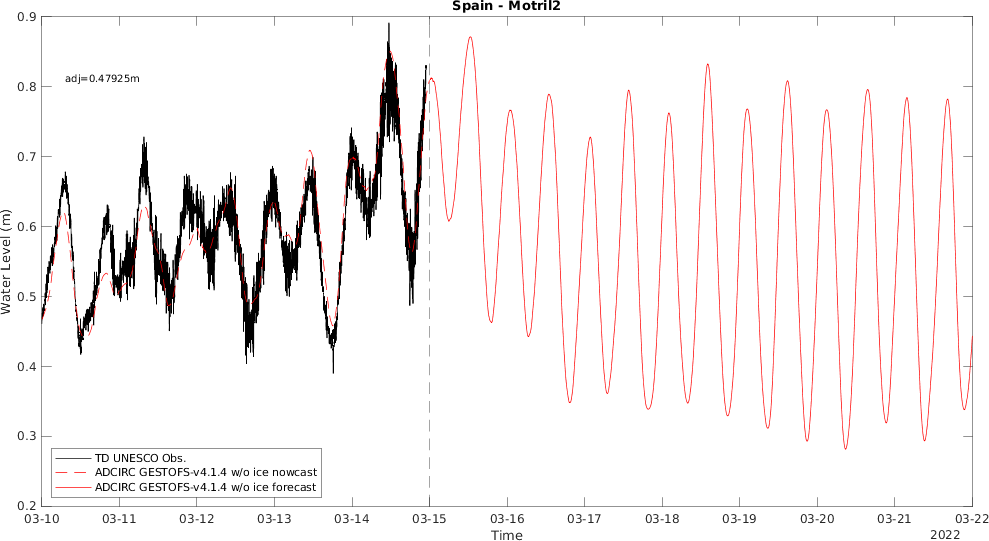 Spain - Motril2
0.9
adj=0.47925m
0.8
0.7
0.6
0.5
0.4
0.3
0.2
Water Level (m)
TD UNESCO Obs.
ADCIRC GESTOFS-v4.1.4 w/o ice nowcast
ADCIRC GESTOFS-v4.1.4 w/o ice forecast
03-10 03-11 03-12 03-13 03-14 03-15 03-16 03-17 03-18 03-19 03-20 03-21 03-22
Time
2022